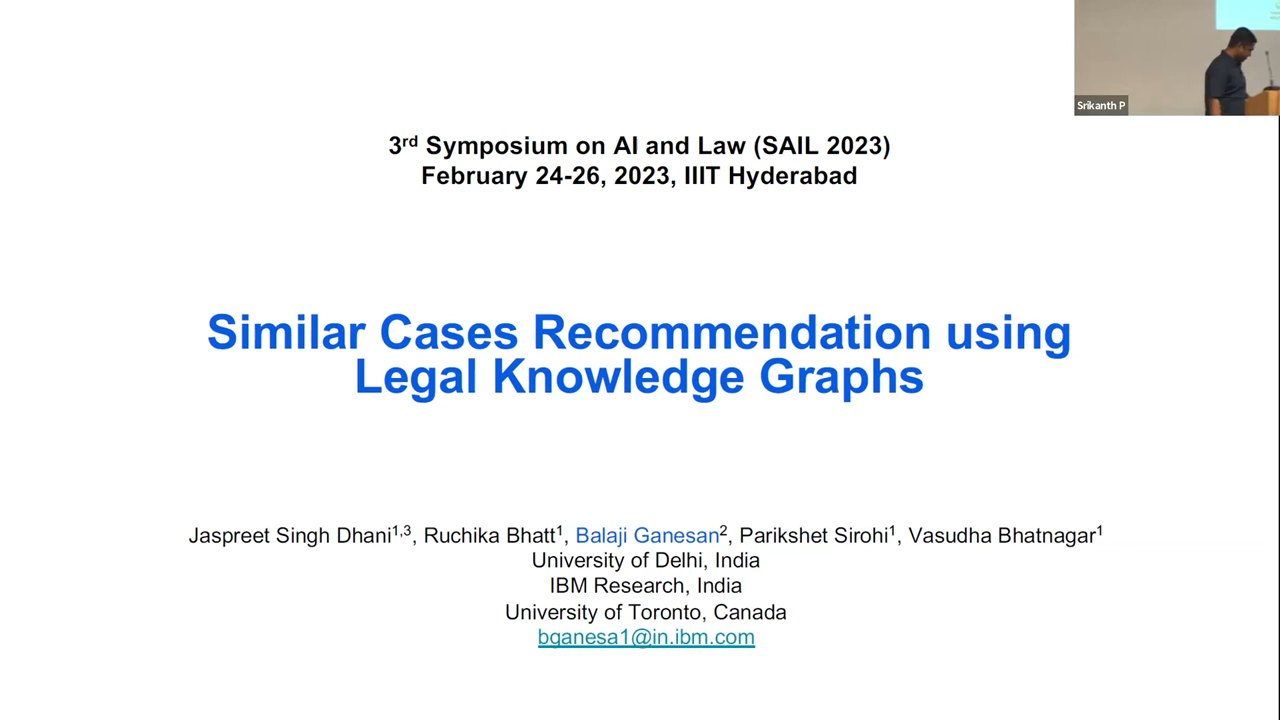 Srikanth P
3rd Symposium on AI and Law (SAIL 2023)
February 24-26, 2023, IIIT Hyderabad
Similar Cases Recommendation using
Legal Knowledge Graphs
Jaspreet Singh Dhani1,3, Ruchika Bhatt1, Balaji Ganesan2, Parikshet Sirohi1, Vasudha Bhatnagar1
University of Delhi, India
IBM Research, India
University of Toronto, Canada
bganesa1@in.ibm.com